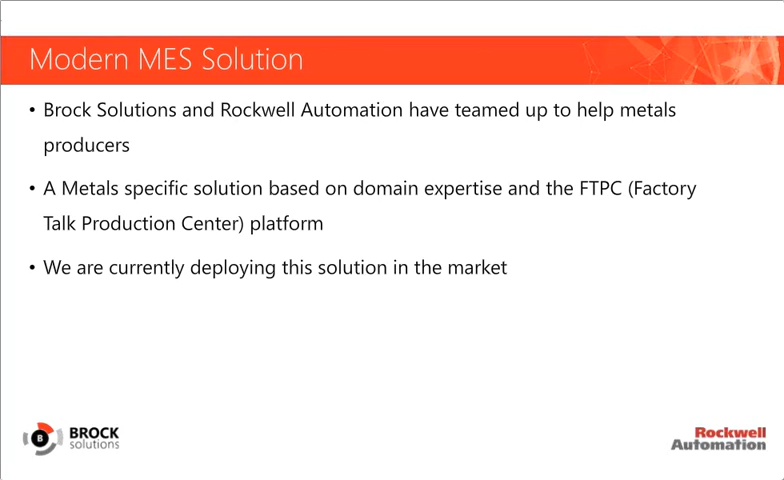 Modern MES Solution
• Brock Solutions and Rockwell Automation have teamed up to help metals
producers
• A Metals specific solution based on domain expertise and the FTPC (Factory
Talk Production Center) platform
• We are currently deploying this solution in the market
B
BROCK
solutions
Rockwell
Automation